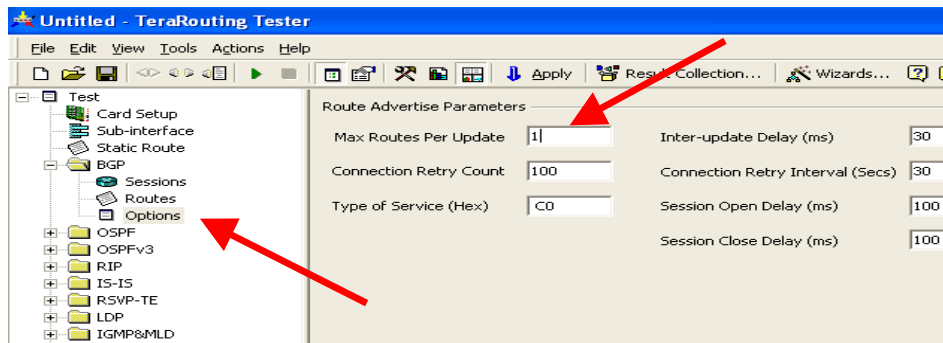 Untitled - TeraRouting Tester
File Edit View Tools Actions Help
Apply Result Collection... Wizards...
Test
Card Setup
Sub-interface
Static Route
BGP
Sessions
Routes
Options
OSPF
OSPFv3
RIP
IS-IS
RSVP-TE
LDP
IGMP&MLD
Route Advertise Parameters
Max Routes Per Update 1 Inter-update Delay (ms) 30
Connection Retry Count 100 Connection Retry Interval (Secs) 30
Type of Service (Hex) C0 Session Open Delay (ms) 100
Session Close Delay (ms) 100